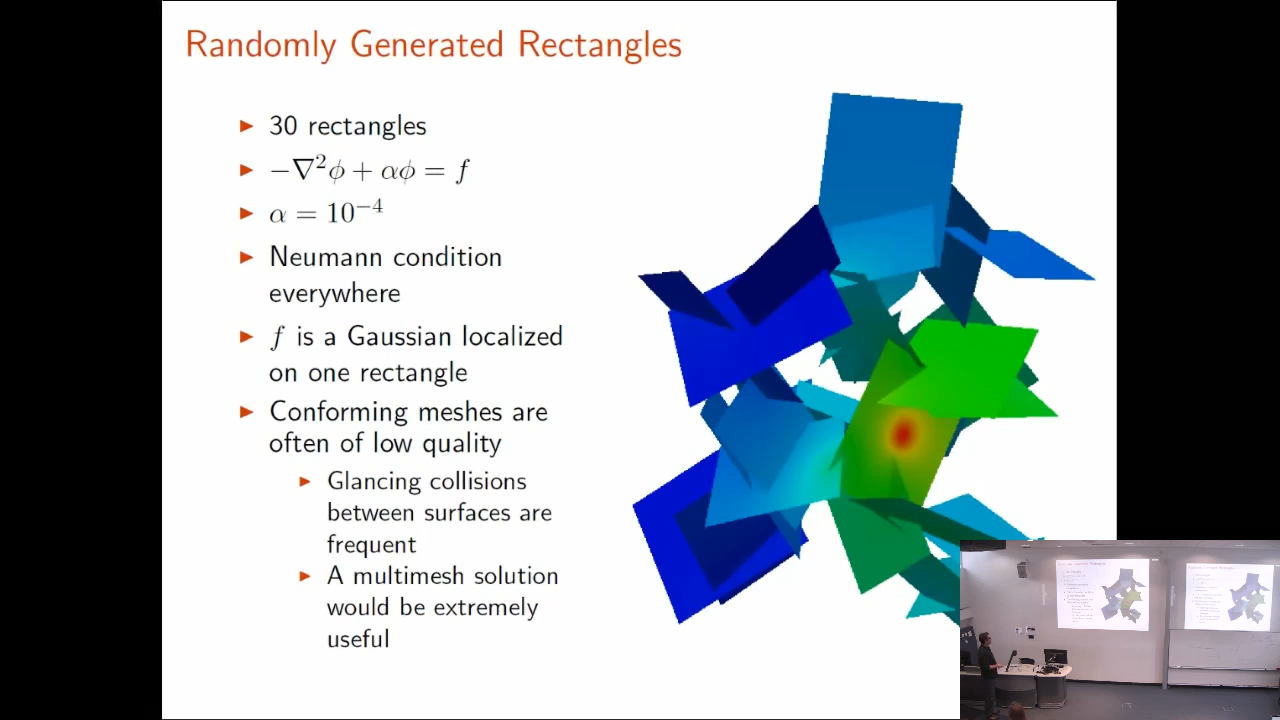 Randomly Generated Rectangles
▶ 30 rectangles
▶ −∇²ϕ + αϕ = f
▶ α = 10⁻⁴
▶ Neumann condition
everywhere
▶ f is a Gaussian localized
on one rectangle
▶ Conforming meshes are
often of low quality
▶ Glancing collisions
between surfaces are
frequent
▶ A multimesh solution
would be extremely
useful